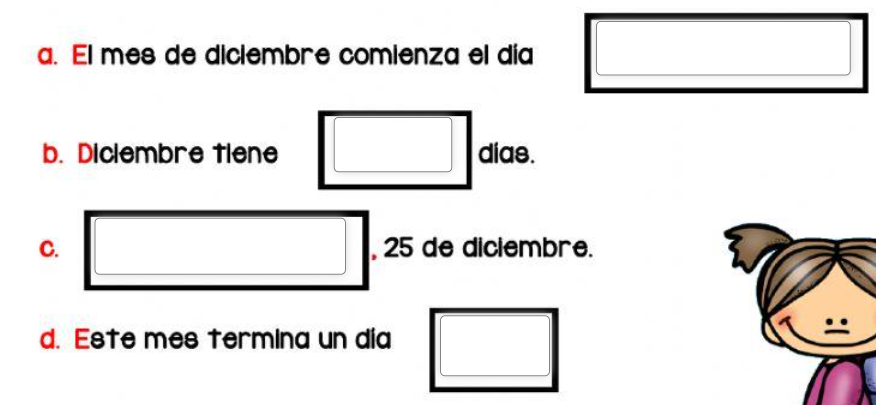 a. El mes de diciembre comienza el día
b. Diciembre tiene días.
c. , 25 de diciembre.
d. Este mes termina un día